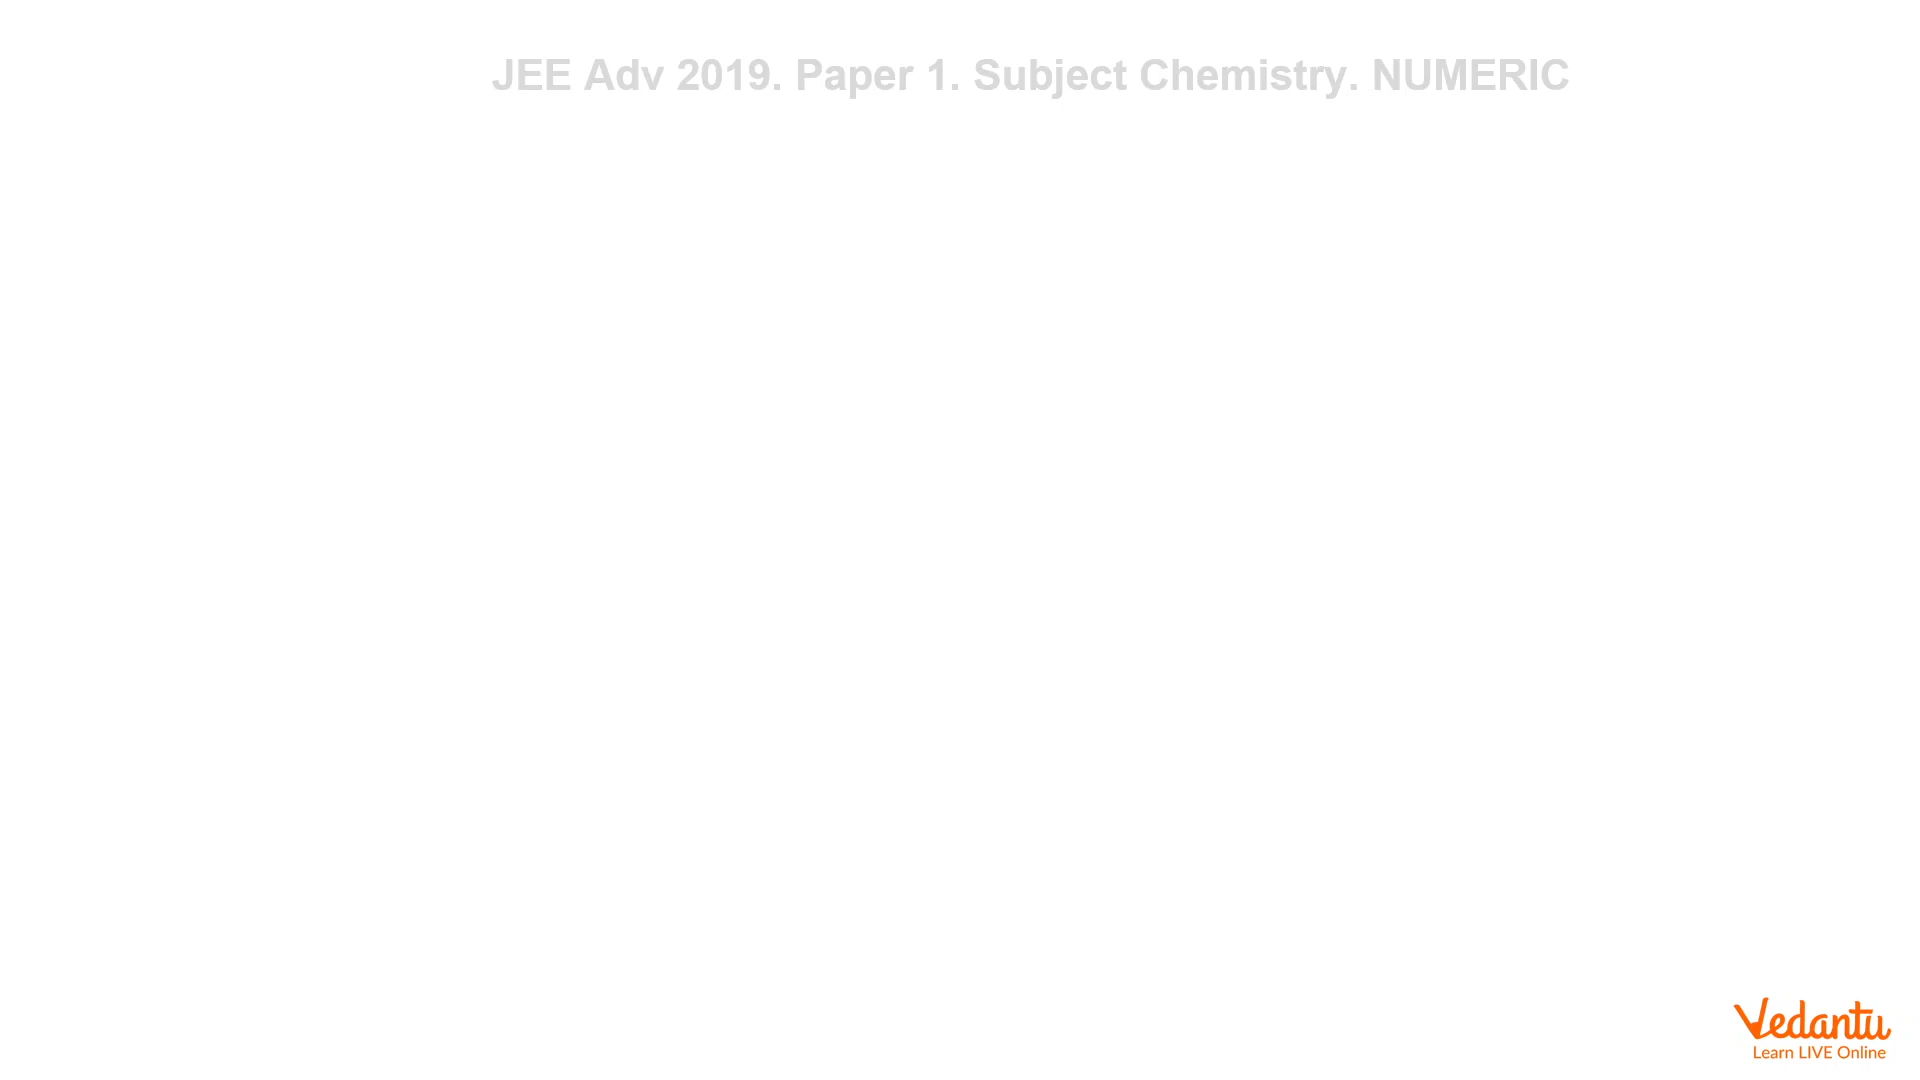 JEE Adv 2019. Paper 1. Subject Chemistry. NUMERIC
Vedantu
Learn LIVE Online